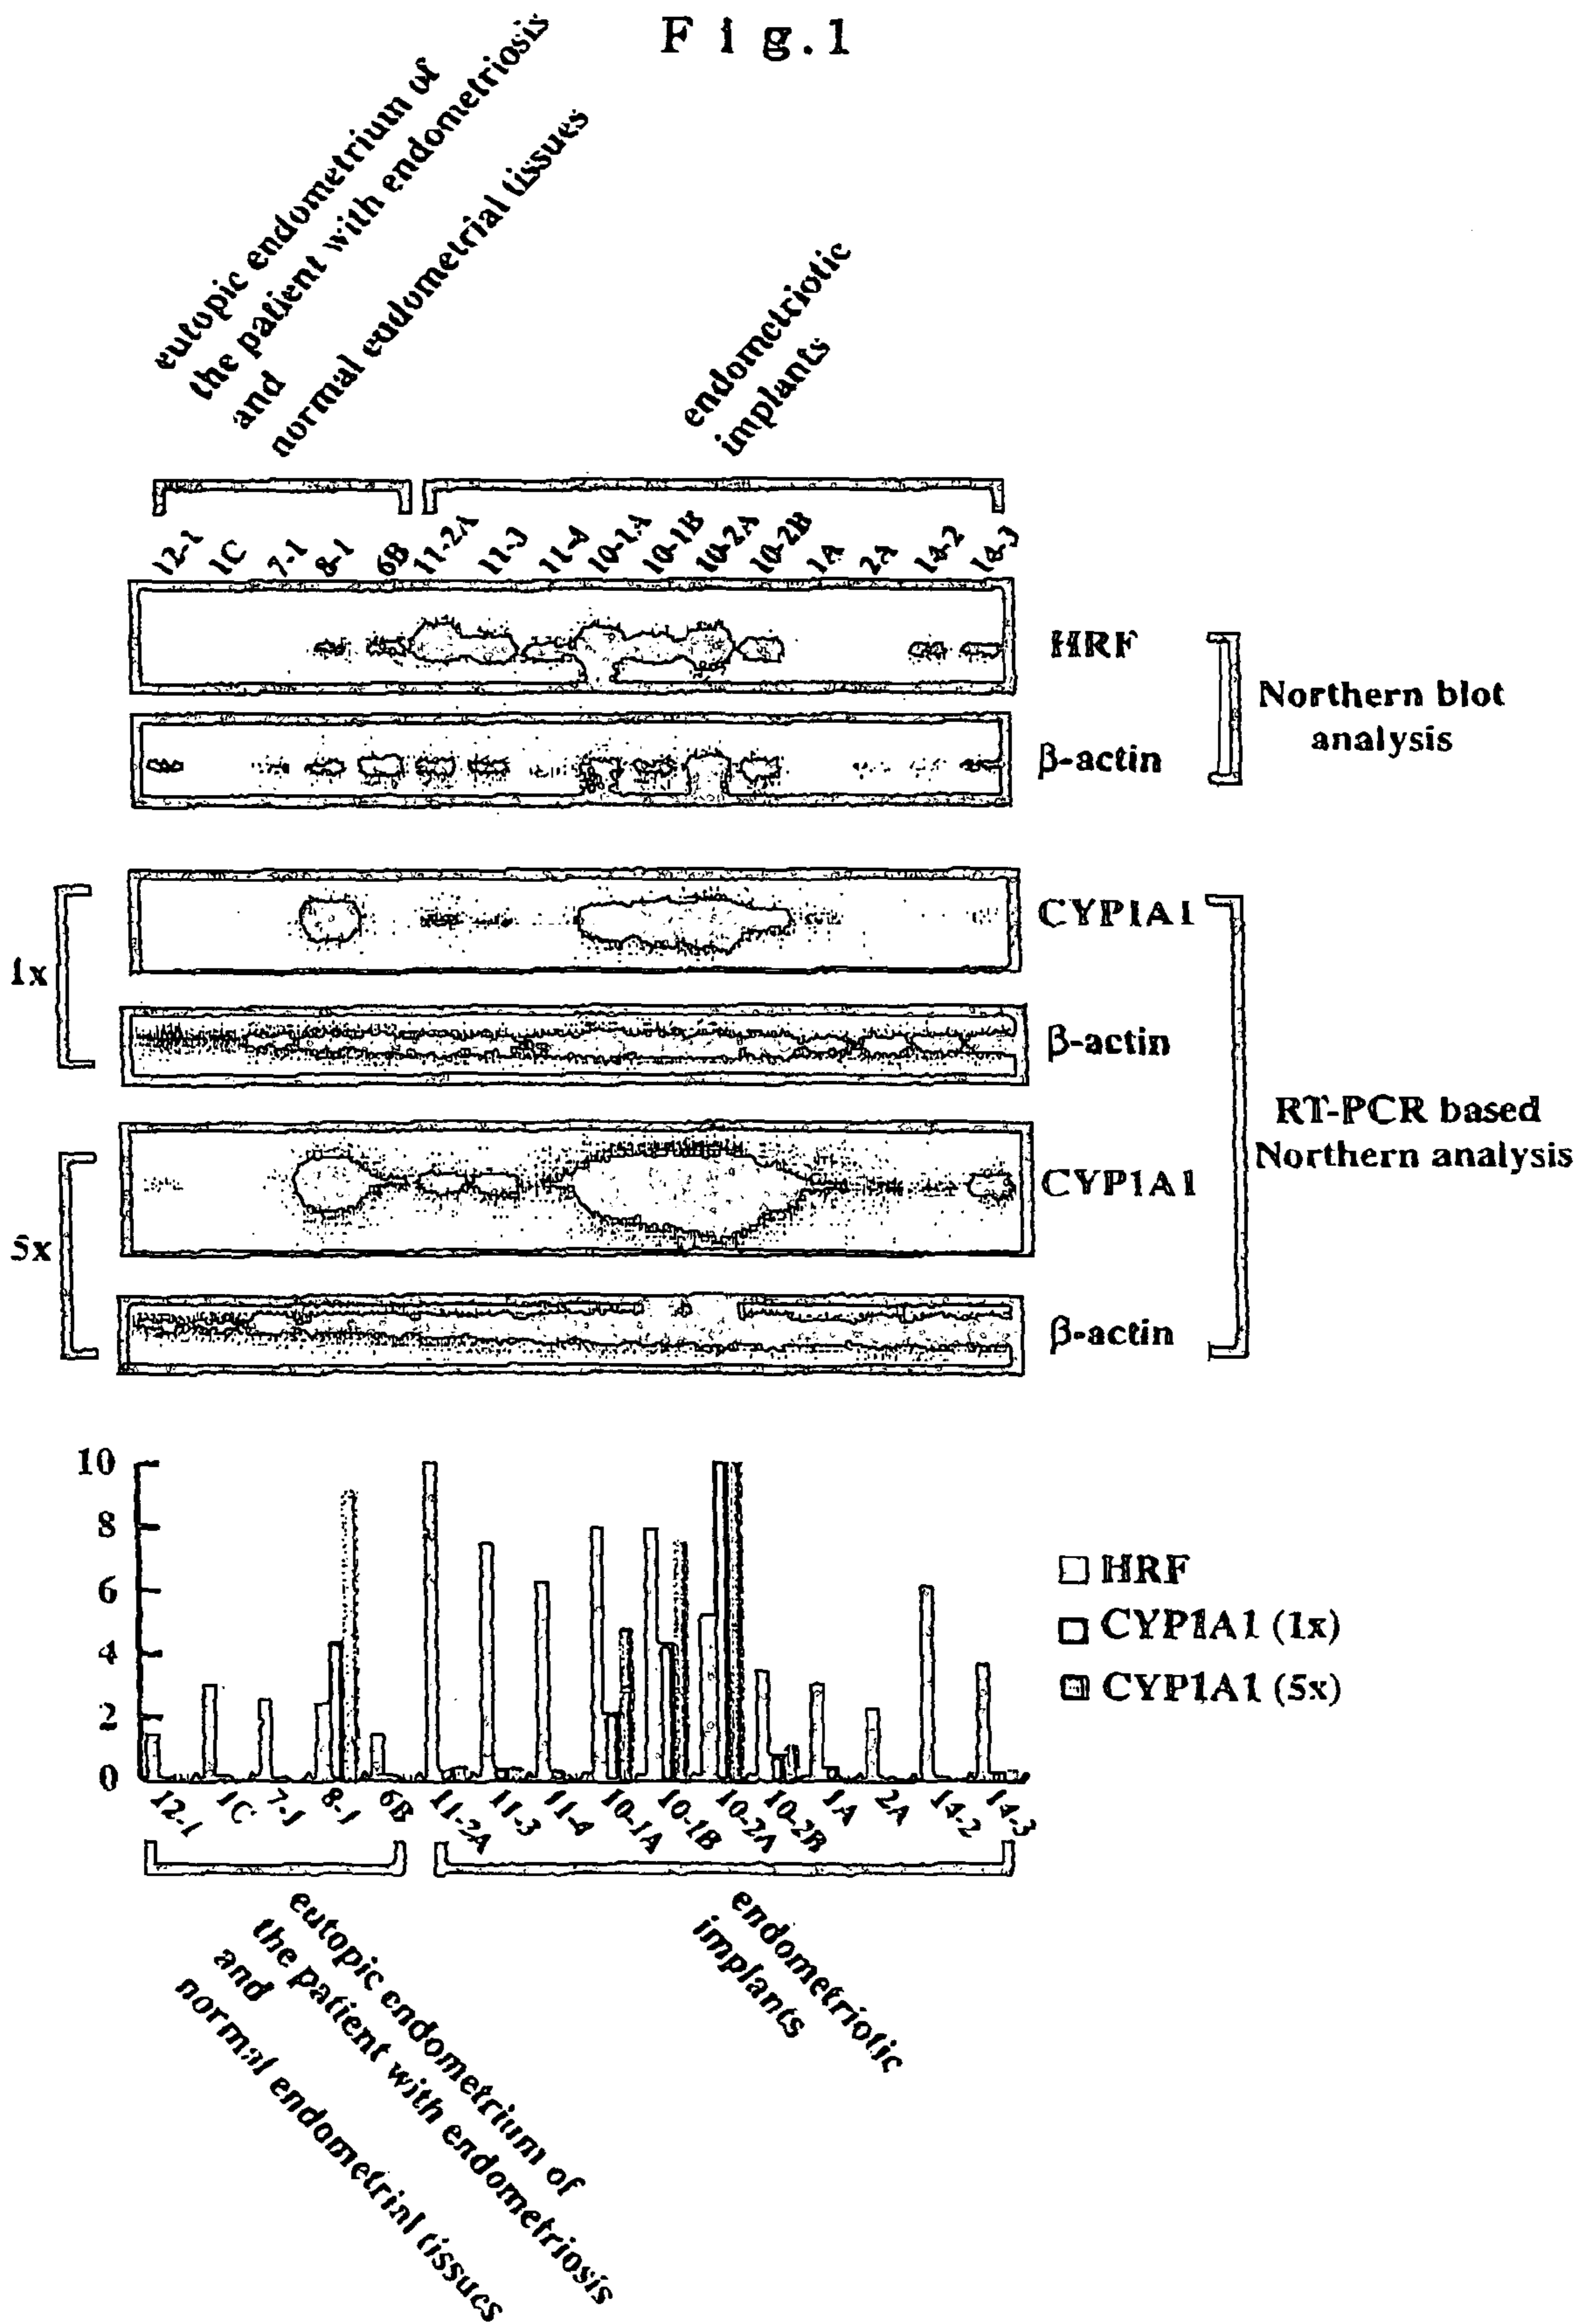 Fig.1
eutopic endometrium of
the patient with endometriosis
and
normal endometrial tissues
endometriotic
implants
12-1 1C 7-1 8-1 6B 11-2A 11-3 11-4 10-1A 10-1B 10-2A 10-2B 1A 2A 14-2 14-3
HRF
β-actin
Northern blot
analysis
1x
CYP1A1
β-actin
5x
CYP1A1
β-actin
RT-PCR based
Northern analysis
10
8
6
4
2
0
HRF
CYP1A1 (1x)
CYP1A1 (5x)
12-1 1C 7-1 8-1 6B 11-2A 11-3 11-4 10-1A 10-1B 10-2A 10-2B 1A 2A 14-2 14-3
eutopic endometrium of
the patient with endometriosis
and
normal endometrial tissues
endometriotic
implants